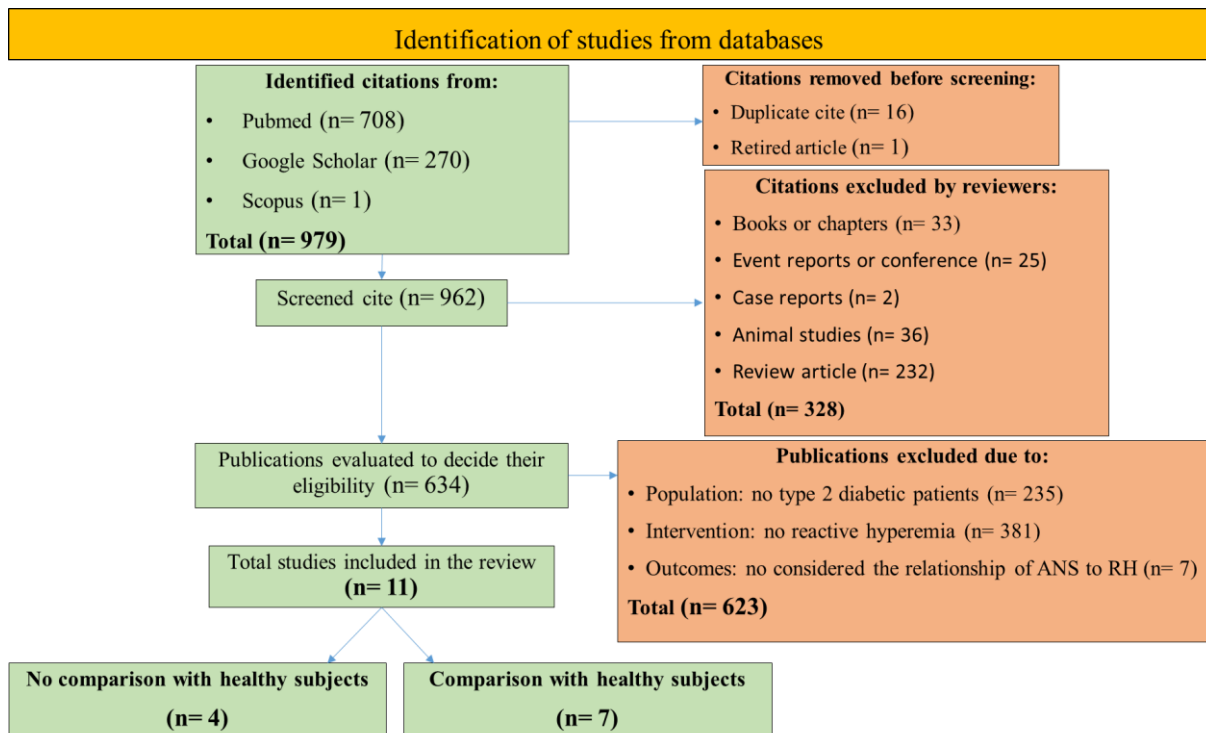 Identification of studies from databases
Identified citations from:
• Pubmed (n= 708)
• Google Scholar (n= 270)
• Scopus (n= 1)
Total (n= 979)
Citations removed before screening:
• Duplicate cite (n= 16)
• Retired article (n= 1)
Screened cite (n= 962)
Citations excluded by reviewers:
• Books or chapters (n= 33)
• Event reports or conference (n= 25)
• Case reports (n= 2)
• Animal studies (n= 36)
• Review article (n= 232)
Total (n= 328)
Publications evaluated to decide their
eligibility (n= 634)
Publications excluded due to:
• Population: no type 2 diabetic patients (n= 235)
• Intervention: no reactive hyperemia (n= 381)
• Outcomes: no considered the relationship of ANS to RH (n= 7)
Total (n= 623)
Total studies included in the review
(n= 11)
No comparison with healthy subjects
(n= 4)
Comparison with healthy subjects
(n= 7)